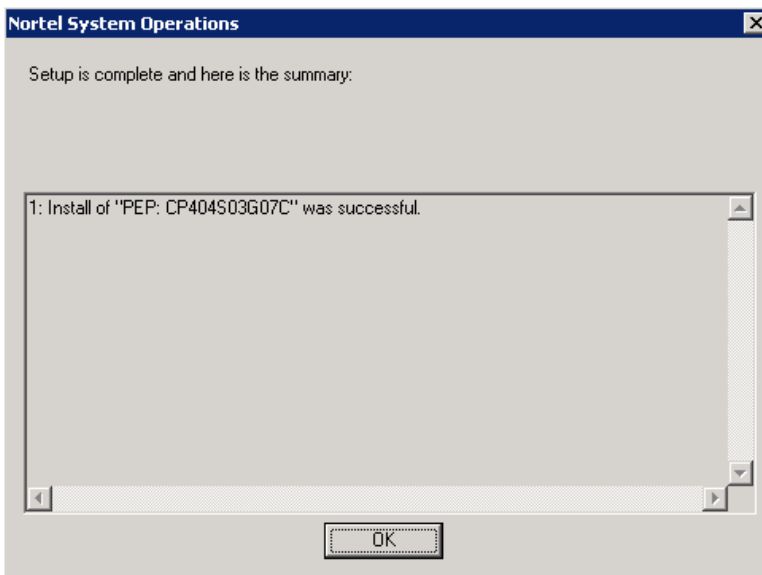 Nortel System Operations
Setup is complete and here is the summary:
1: Install of "PEP: CP404S03G07C" was successful.
OK